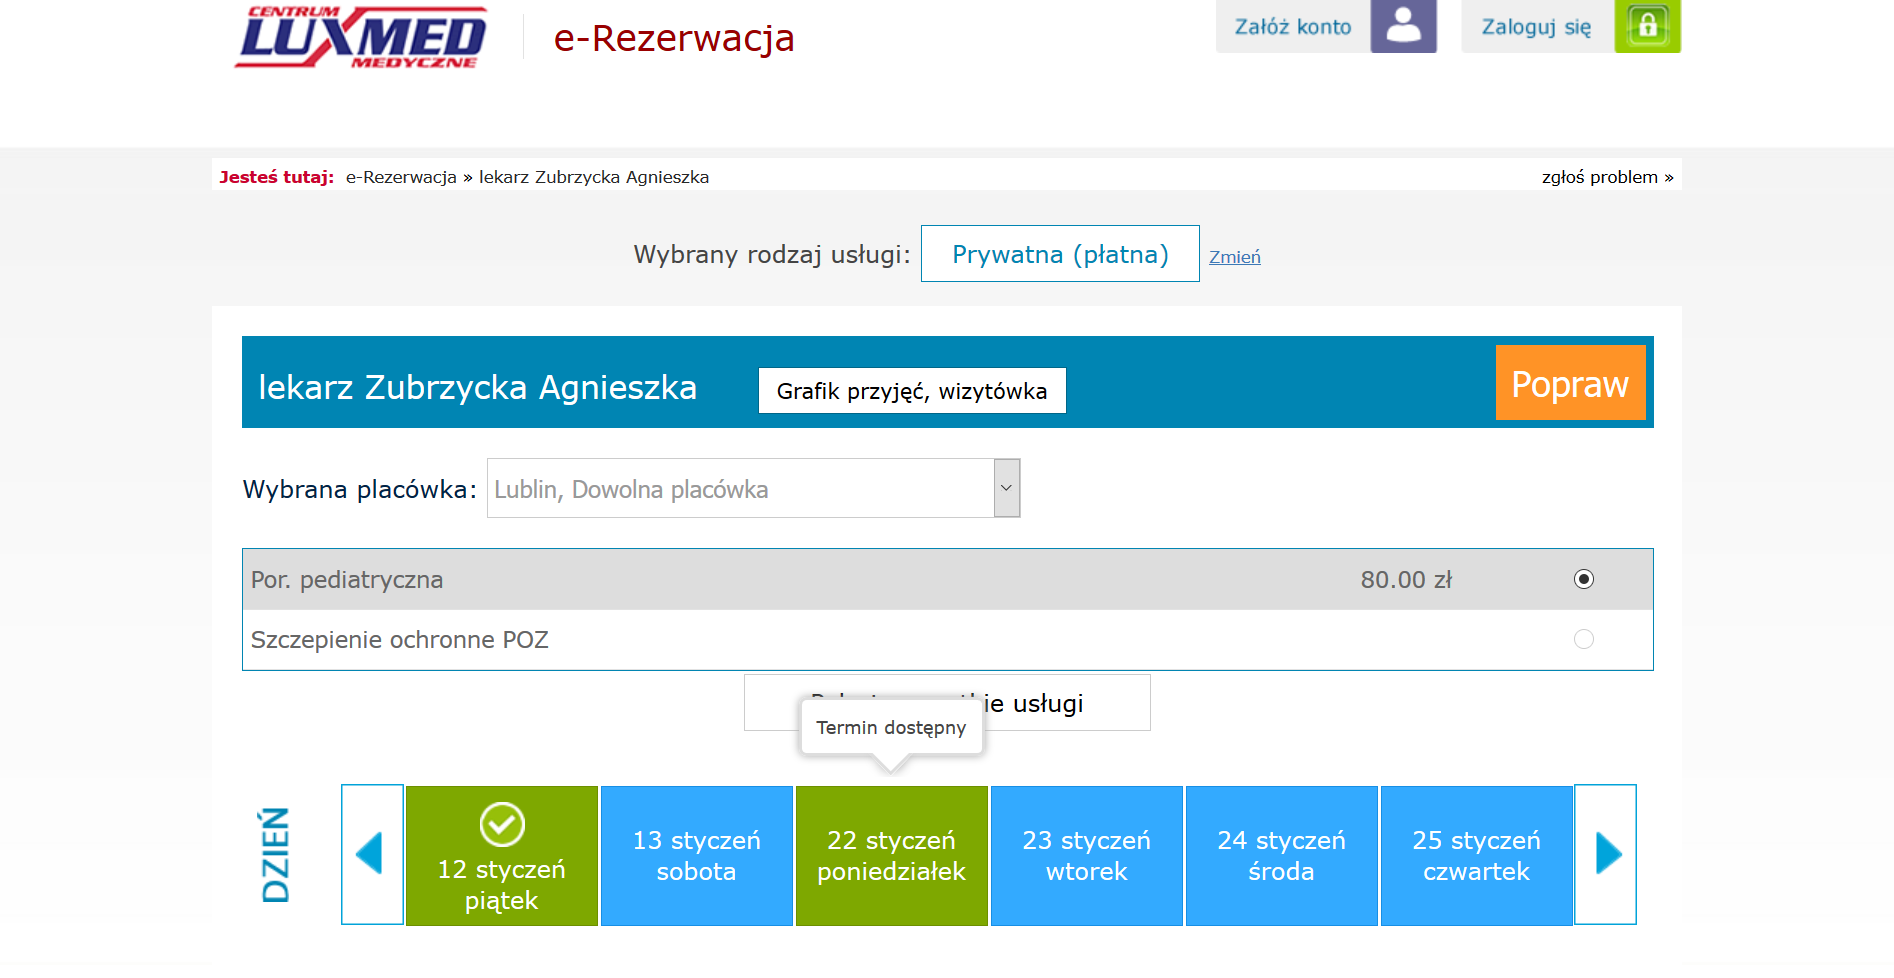 CENTRUM
LUXMED
MEDYCZNE
e-Rezerwacja
Załóż konto
Zaloguj się
Jesteś tutaj: e-Rezerwacja » lekarz Zubrzycka Agnieszka
zgłoś problem »
Wybrany rodzaj usługi: Prywatna (płatna) Zmień
lekarz Zubrzycka Agnieszka
Grafik przyjęć, wizytówka
Popraw
Wybrana placówka: Lublin, Dowolna placówka
Por. pediatryczna 80.00 zł
Szczepienie ochronne POZ
usługi
Termin dostępny
DZIEŃ
12 styczeń
piątek
13 styczeń
sobota
22 styczeń
poniedziałek
23 styczeń
wtorek
24 styczeń
środa
25 styczeń
czwartek